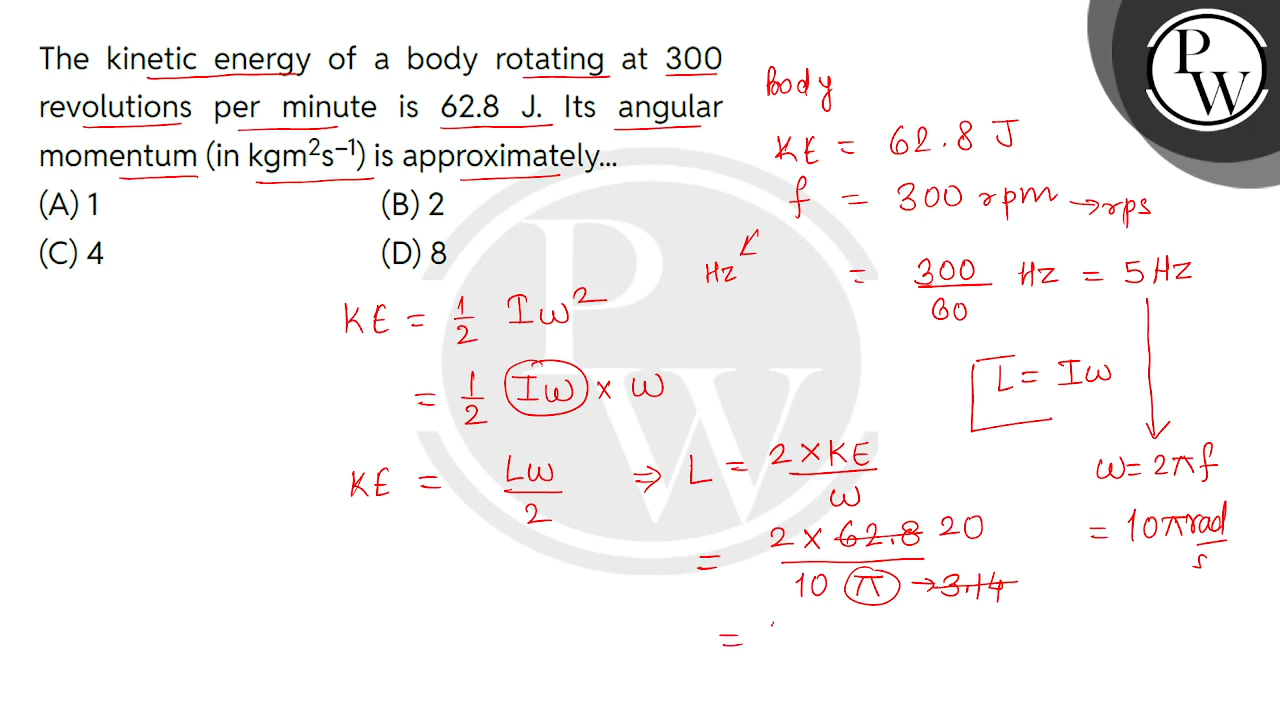 The kinetic energy of a body rotating at 300
revolutions per minute is 62.8 J. Its angular
momentum (in kgm²s⁻¹) is approximately...
(A) 1 (B) 2
(C) 4 (D) 8
PW
Body
KE = 62.8 J
f = 300 rpm → rps
Hz
= 300/60 Hz = 5 Hz
KE = 1/2 Iω²
= 1/2 Iω × ω
L = Iω
KE = Lω/2 ⇒ L = 2×KE/ω
ω = 2πf
= 2 × 62.8 20 / 10 π → 3.14
= 10π rad/s
=
PW